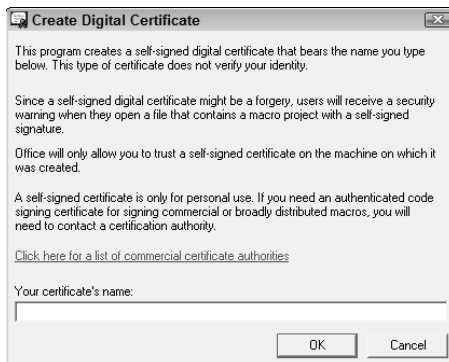 Create Digital Certificate
This program creates a self-signed digital certificate that bears the name you type
below. This type of certificate does not verify your identity.
Since a self-signed digital certificate might be a forgery, users will receive a security
warning when they open a file that contains a macro project with a self-signed
signature.
Office will only allow you to trust a self-signed certificate on the machine on which it
was created.
A self-signed certificate is only for personal use. If you need an authenticated code
signing certificate for signing commercial or broadly distributed macros, you will
need to contact a certification authority.
Click here for a list of commercial certificate authorities
Your certificate's name:
OK Cancel